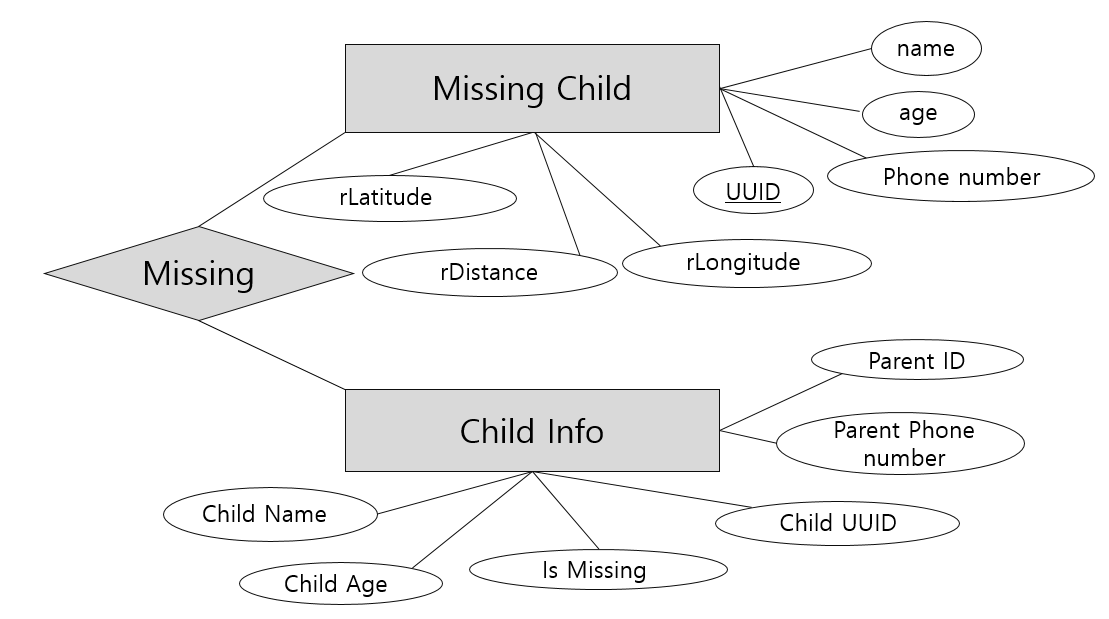 name
Missing Child
age
Phone number
UUID
rLatitude
rLongitude
rDistance
Missing
Parent ID
Parent Phone
number
Child Info
Child Name
Child UUID
Is Missing
Child Age